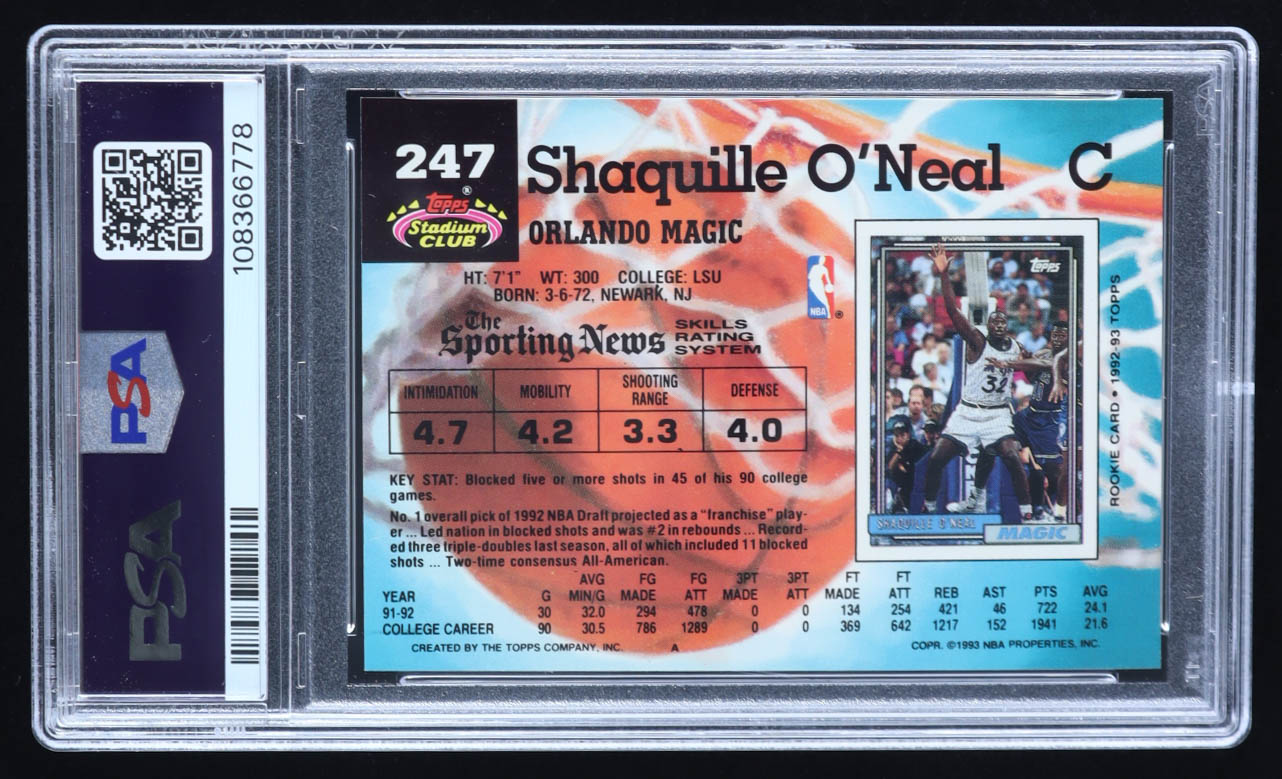 108366778
PSA
PSA
247
Topps®
Stadium
CLUB
Shaquille O'Neal C
ORLANDO MAGIC
HT: 7'1" WT: 300 COLLEGE: LSU
BORN: 3-6-72, NEWARK, NJ
NBA ®
The
Sporting News
SKILLS
RATING
SYSTEM
INTIMIDATION MOBILITY SHOOTING RANGE DEFENSE
4.7 4.2 3.3 4.0
KEY STAT: Blocked five or more shots in 45 of his 90 college
games.
No. 1 overall pick of 1992 NBA Draft projected as a "franchise" play-
er ... Led nation in blocked shots and was #2 in rebounds ... Record-
ed three triple-doubles last season, all of which included 11 blocked
shots ... Two-time consensus All-American.
Topps
32
SHAQUILLE O'NEAL
MAGIC
ROOKIE CARD • 1992-93 TOPPS
AVG FG FG 3PT 3PT FT FT
YEAR G MIN/G MADE ATT MADE ATT MADE ATT REB AST PTS AVG
91-92 30 32.0 294 478 0 0 134 254 421 46 722 24.1
COLLEGE CAREER 90 30.5 786 1289 0 0 369 642 1217 152 1941 21.6
CREATED BY THE TOPPS COMPANY, INC. A COPR. ©1993 NBA PROPERTIES, INC.
PSA
41